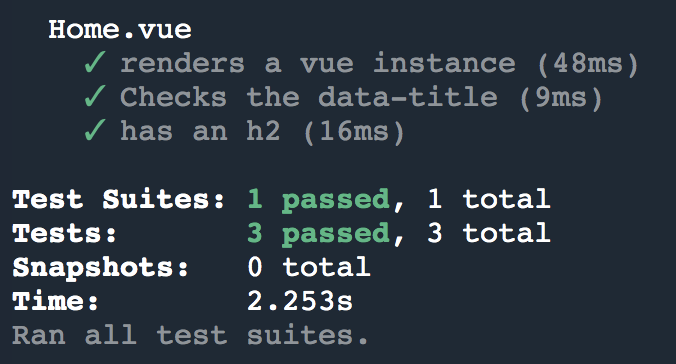 Home.vue
✓ renders a vue instance (48ms)
✓ Checks the data-title (9ms)
✓ has an h2 (16ms)
Test Suites: 1 passed, 1 total
Tests: 3 passed, 3 total
Snapshots: 0 total
Time: 2.253s
Ran all test suites.